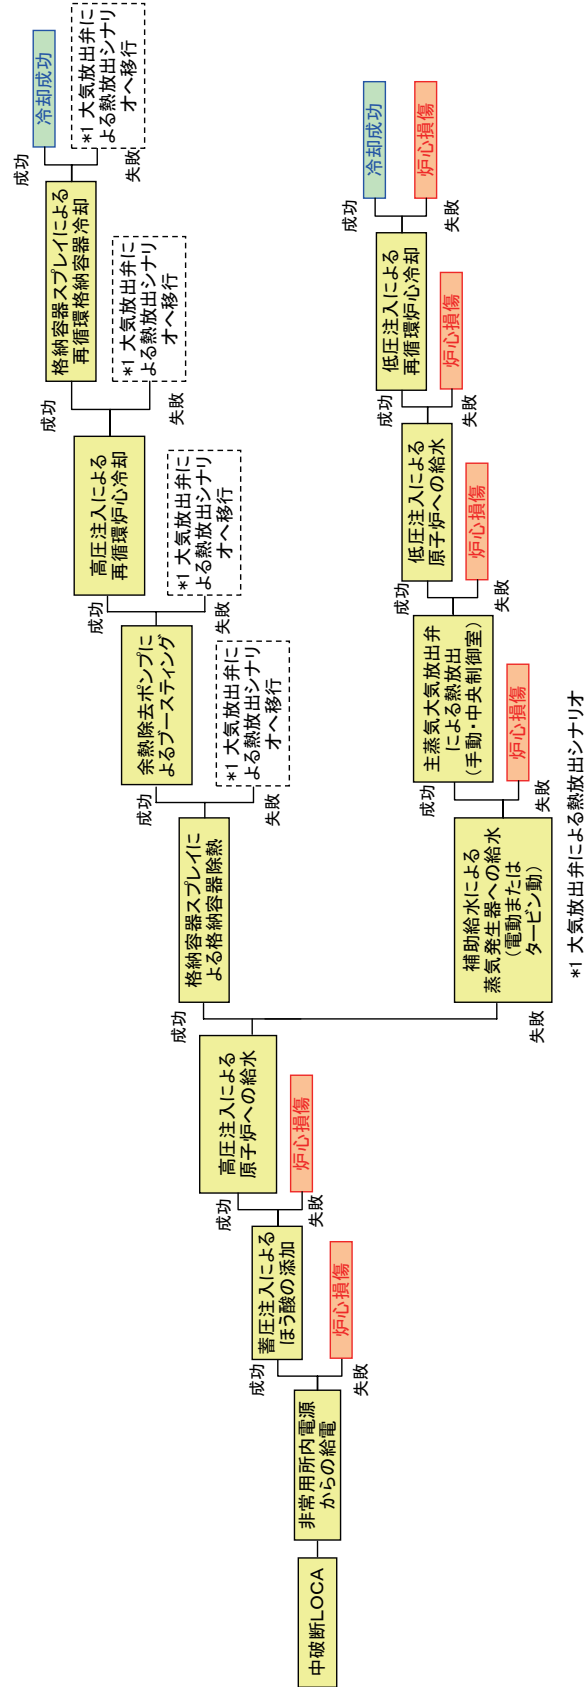 中破断LOCA
非常用所内電源
からの給電
成功
失敗
炉心損傷
蓄圧注入による
ほう酸の添加
成功
失敗
炉心損傷
高圧注入による
原子炉への給水
成功
失敗
格納容器スプレイに
よる格納容器除熱
成功
失敗
*1 大気放出弁に
よる熱放出シナリ
オへ移行
余熱除去ポンプに
よるブースティング
成功
失敗
*1 大気放出弁に
よる熱放出シナリ
オへ移行
高圧注入による
再循環炉心冷却
成功
失敗
*1 大気放出弁に
よる熱放出シナリ
オへ移行
格納容器スプレイによる
再循環格納容器冷却
成功
失敗
冷却成功
*1 大気放出弁に
よる熱放出シナリ
オへ移行
補助給水による
蒸気発生器への給水
(電動または
タービン動)
成功
失敗
炉心損傷
主蒸気大気放出弁
による熱放出
(手動・中央制御室)
成功
失敗
炉心損傷
低圧注入による
原子炉への給水
成功
失敗
炉心損傷
低圧注入による
再循環炉心冷却
成功
失敗
冷却成功
炉心損傷
*1 大気放出弁による熱放出シナリオ